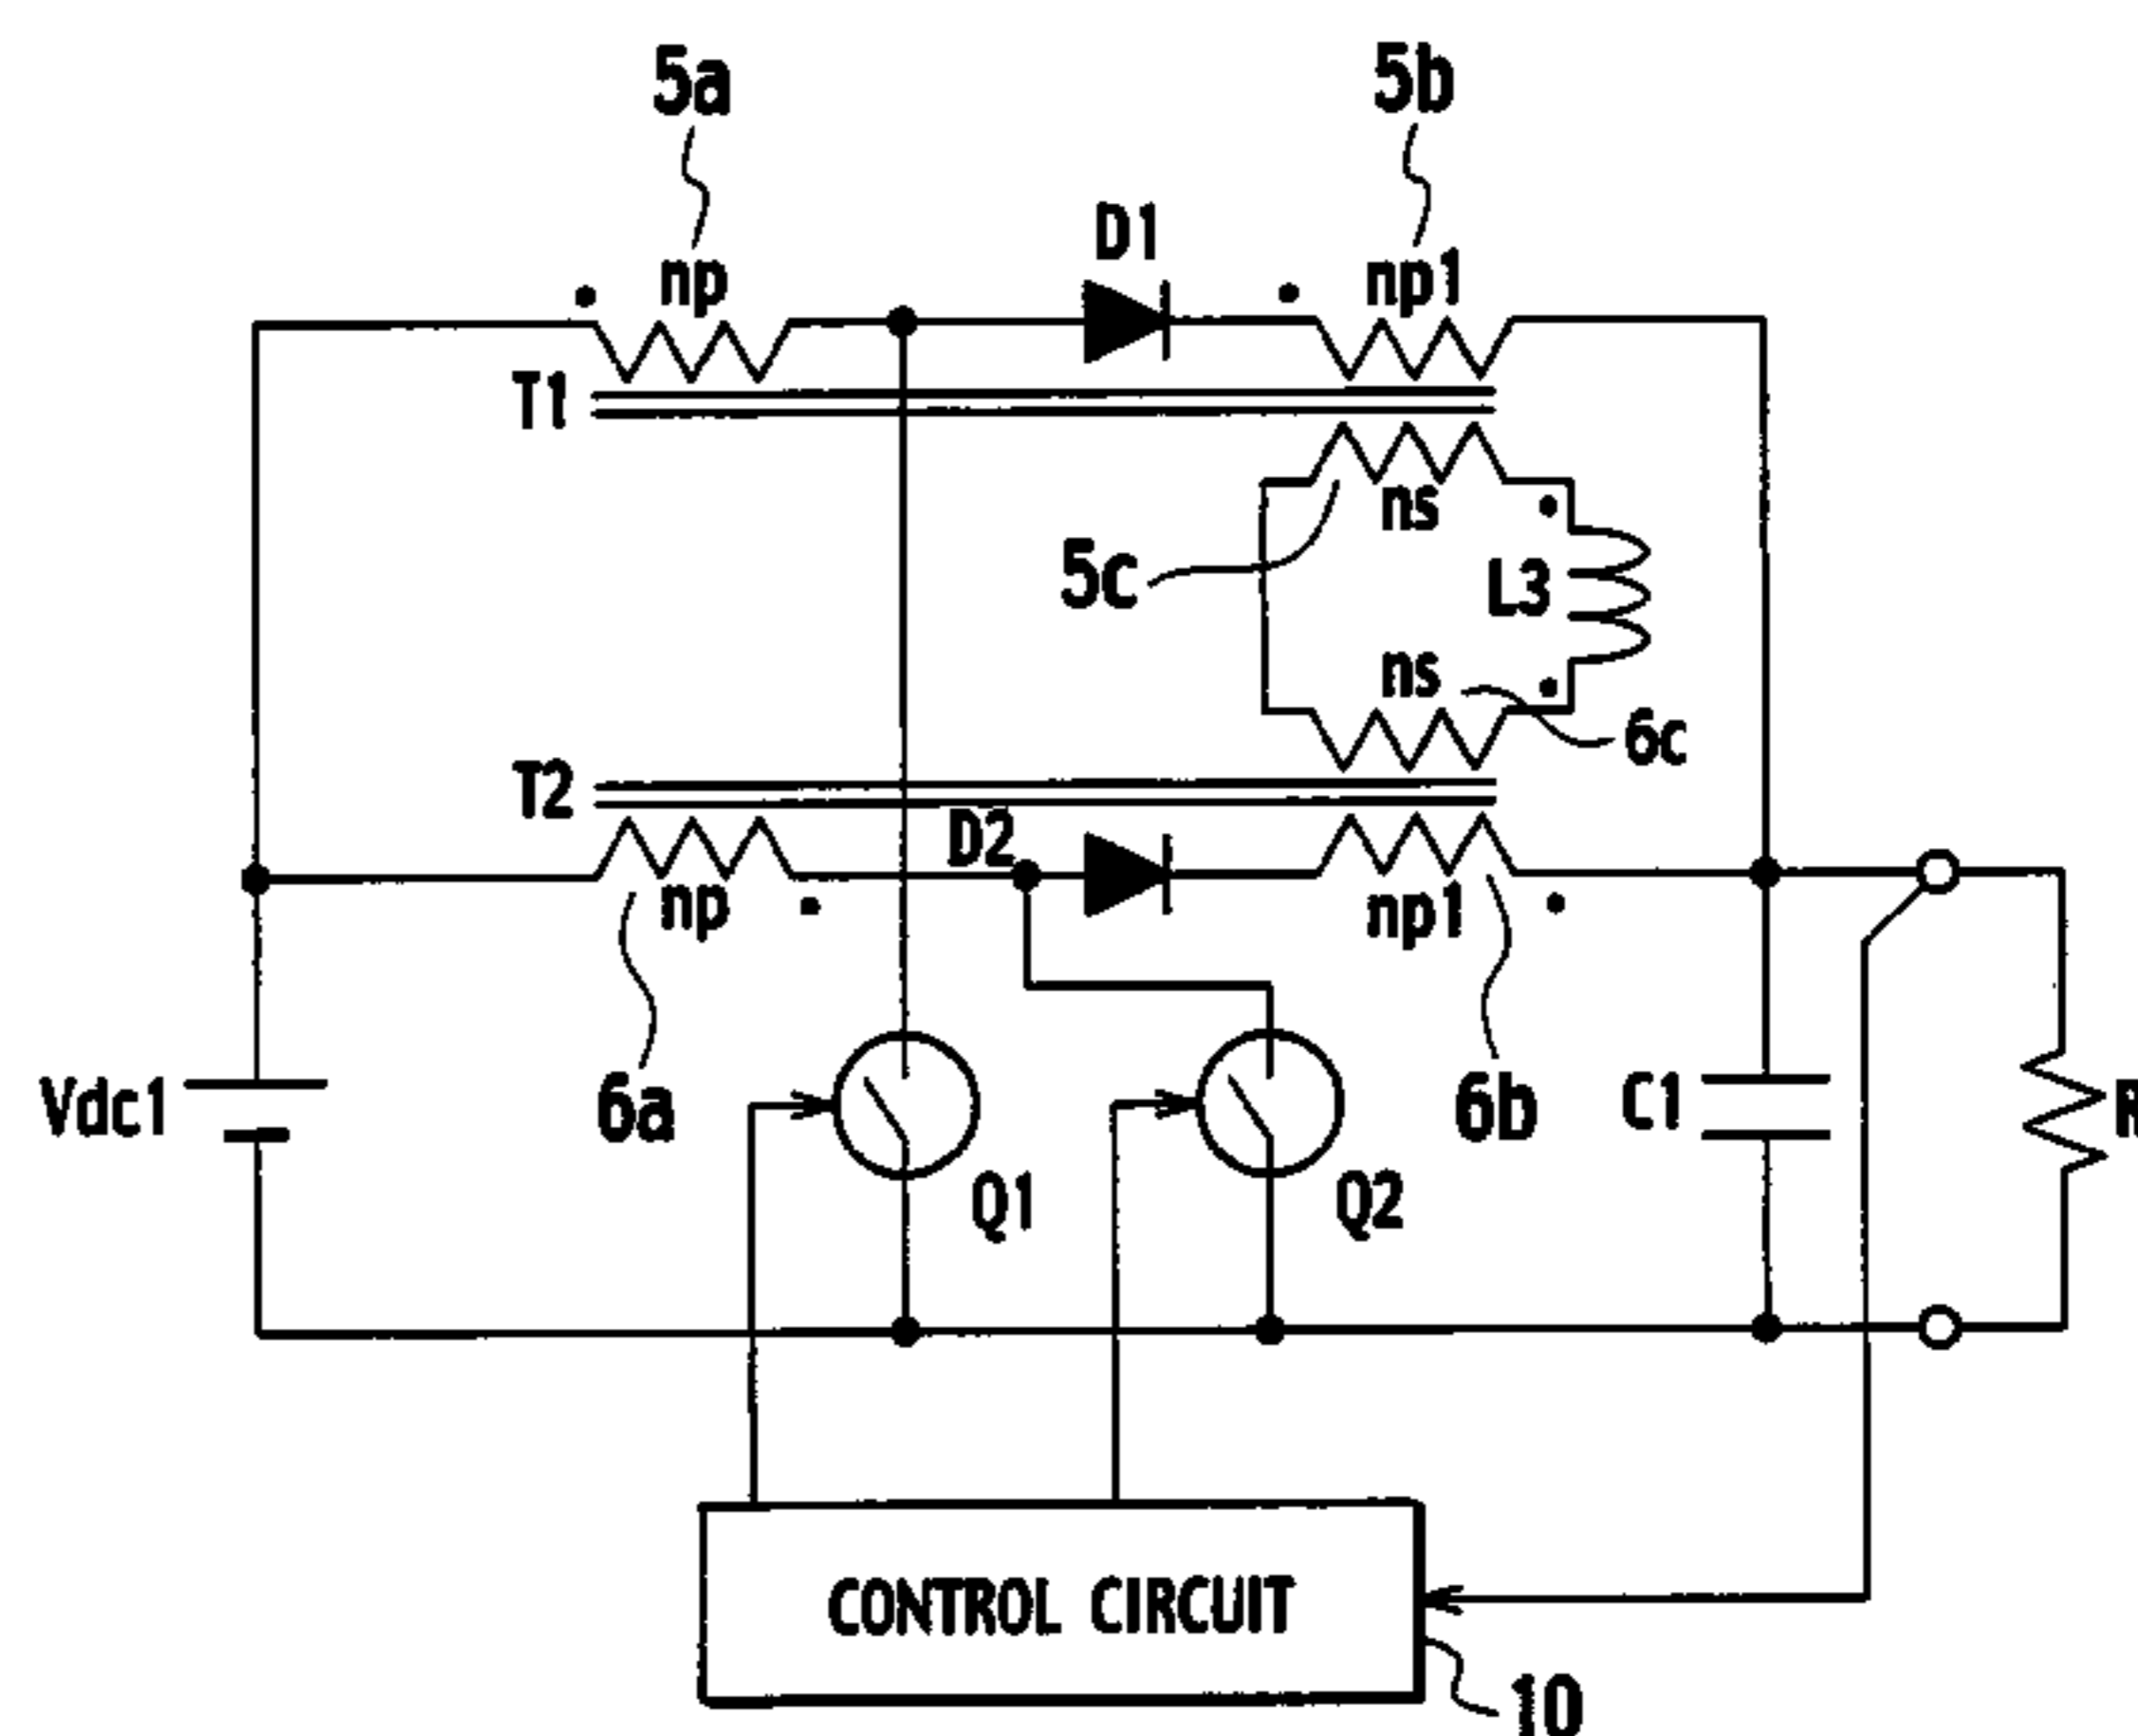 5a
5b
D1
np
np1
T1
ns
5c
L3
ns
6c
T2
D2
np
np1
Vdc1
6a
6b
C1
R
Q1
Q2
CONTROL CIRCUIT
10